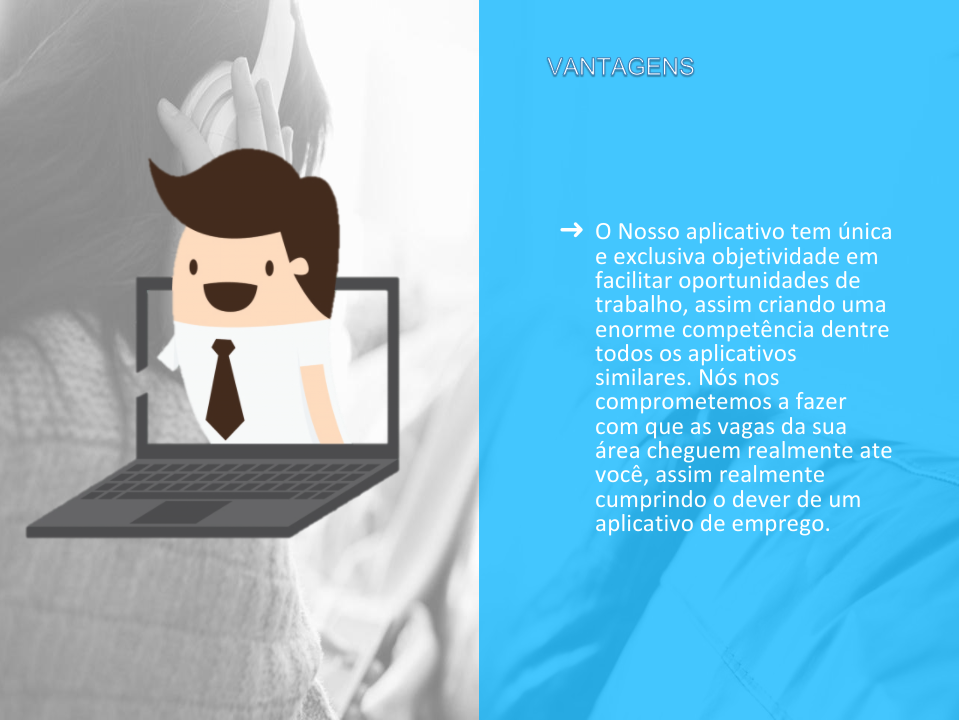 VANTAGENS
➜ O Nosso aplicativo tem única
e exclusiva objetividade em
facilitar oportunidades de
trabalho, assim criando uma
enorme competência dentre
todos os aplicativos
similares. Nós nos
comprometemos a fazer
com que as vagas da sua
área cheguem realmente ate
você, assim realmente
cumprindo o dever de um
aplicativo de emprego.